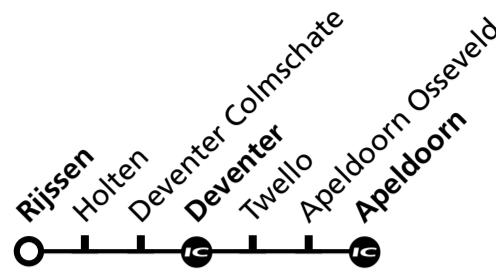 Rijssen
Holten
Deventer Colmschate
Deventer
Twello
Apeldoorn Osseveld
Apeldoorn
IC
IC